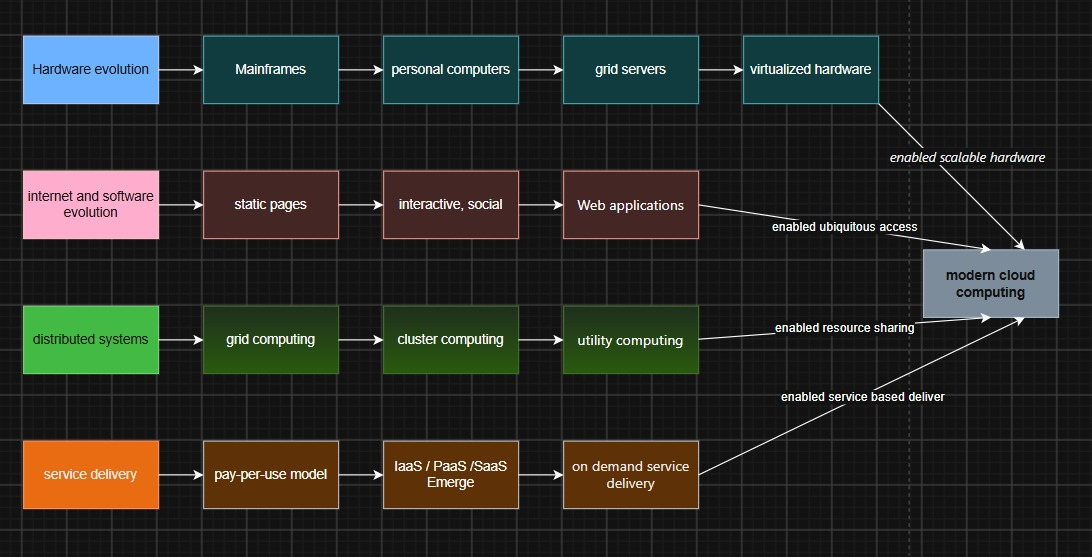 Hardware evolution
Mainframes
personal computers
grid servers
virtualized hardware
enabled scalable hardware
internet and software
evolution
static pages
interactive, social
Web applications
enabled ubiquitous access
modern cloud
computing
distributed systems
grid computing
cluster computing
utility computing
enabled resource sharing
enabled service based deliver
service delivery
pay-per-use model
IaaS / PaaS /SaaS
Emerge
on demand service
delivery